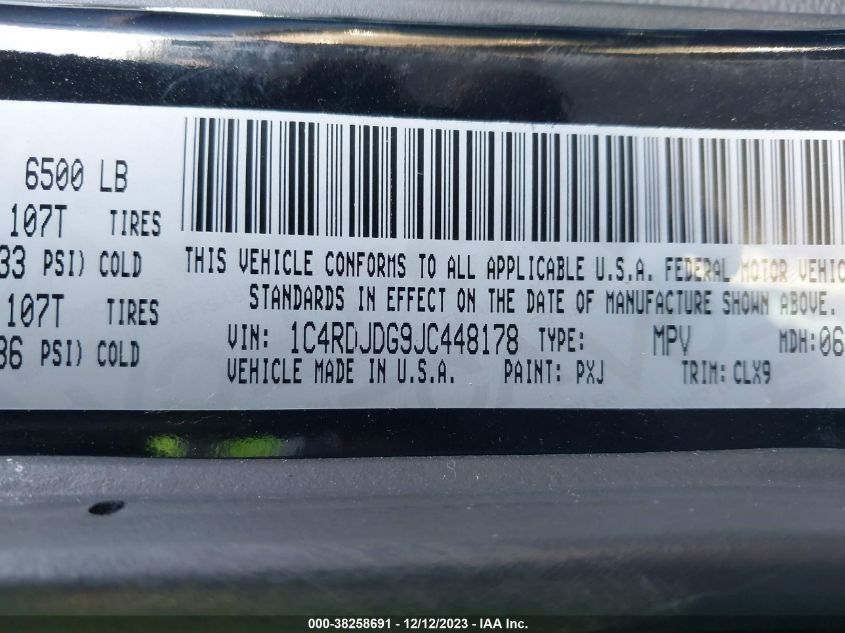 6500 LB
107T TIRES
33 PSI) COLD
107T TIRES
36 PSI) COLD
THIS VEHICLE CONFORMS TO ALL APPLICABLE U.S.A. FEDERAL MOTOR VEHIC
STANDARDS IN EFFECT ON THE DATE OF MANUFACTURE SHOWN ABOVE.
VIN: 1C4RDJDG9JC448178 TYPE: MPV MDH:06
VEHICLE MADE IN U.S.A. PAINT: PXJ TRIM: CLX9
000-38258691 - 12/12/2023 - IAA Inc.